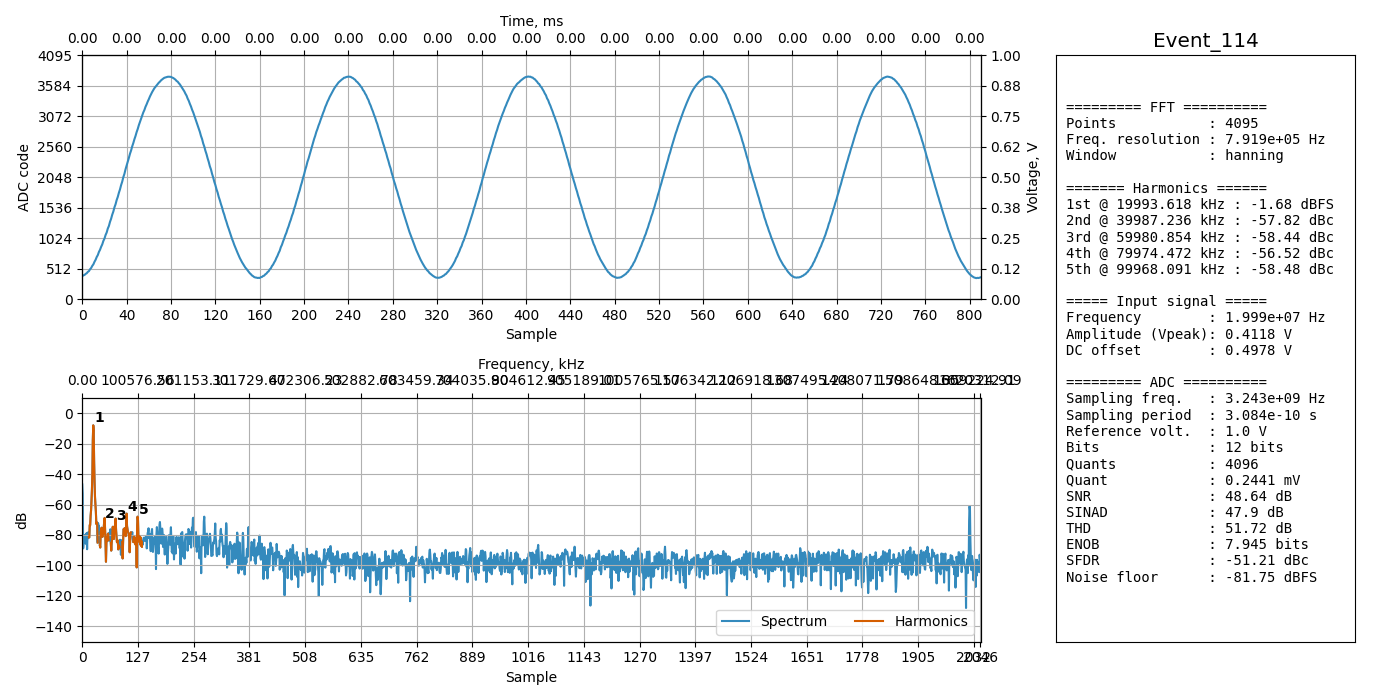 Time, ms
0.00 0.00 0.00 0.00 0.00 0.00 0.00 0.00 0.00 0.00 0.00 0.00 0.00 0.00 0.00 0.00 0.00 0.00 0.00 0.00 0.00
4095 3584 3072 2560 2048 1536 1024 512 0
ADC code
1.00 0.88 0.75 0.62 0.50 0.38 0.25 0.12 0.00
Voltage, V
0 40 80 120 160 200 240 280 320 360 400 440 480 520 560 600 640 680 720 760 800
Sample
Frequency, kHz
0.00
0 −20 −40 −60 −80 −100 −120 −140
dB
1 2 3 4 5
Spectrum Harmonics
0 127 254 381 508 635 762 889 1016 1143 1270 1397 1524 1651 1778 1905
Sample
Event_114
========= FFT ==========
Points : 4095
Freq. resolution : 7.919e+05 Hz
Window : hanning
======= Harmonics ======
1st @ 19993.618 kHz : -1.68 dBFS
2nd @ 39987.236 kHz : -57.82 dBc
3rd @ 59980.854 kHz : -58.44 dBc
4th @ 79974.472 kHz : -56.52 dBc
5th @ 99968.091 kHz : -58.48 dBc
===== Input signal =====
Frequency : 1.999e+07 Hz
Amplitude (Vpeak): 0.4118 V
DC offset : 0.4978 V
========= ADC ==========
Sampling freq. : 3.243e+09 Hz
Sampling period : 3.084e-10 s
Reference volt. : 1.0 V
Bits : 12 bits
Quants : 4096
Quant : 0.2441 mV
SNR : 48.64 dB
SINAD : 47.9 dB
THD : 51.72 dB
ENOB : 7.945 bits
SFDR : -51.21 dBc
Noise floor : -81.75 dBFS